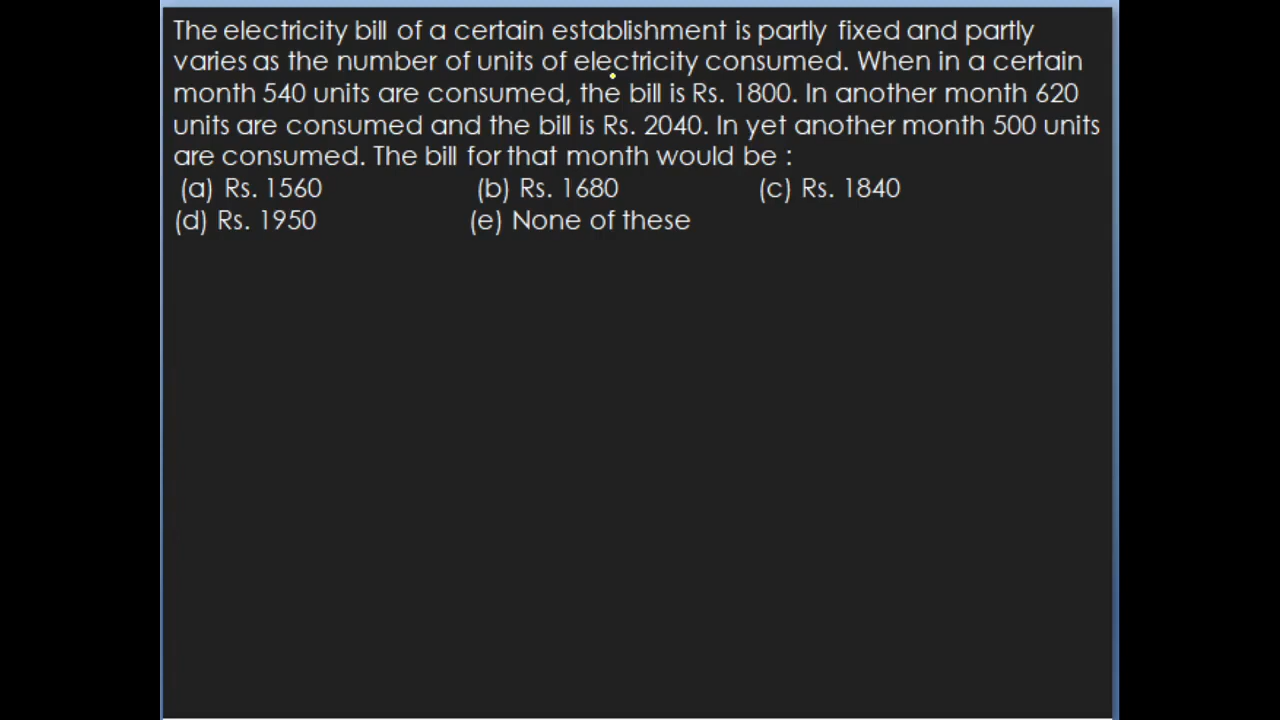 The electricity bill of a certain establishment is partly fixed and partly
varies as the number of units of electricity consumed. When in a certain
month 540 units are consumed, the bill is Rs. 1800. In another month 620
units are consumed and the bill is Rs. 2040. In yet another month 500 units
are consumed. The bill for that month would be :
(a) Rs. 1560 (b) Rs. 1680 (c) Rs. 1840
(d) Rs. 1950 (e) None of these